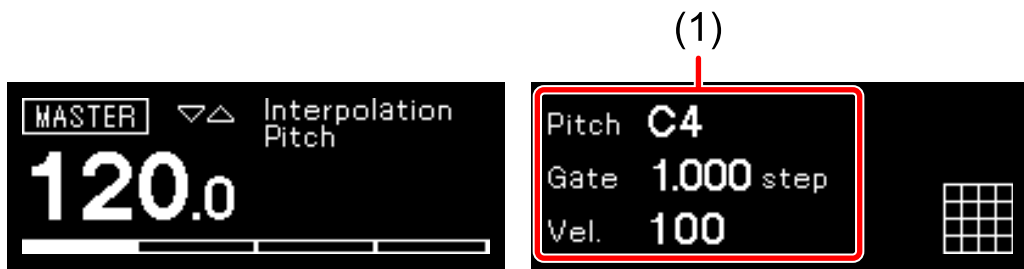 (1)
MASTER ▽△ Interpolation
Pitch
120.0
Pitch C4
Gate 1.000 step
Vel. 100